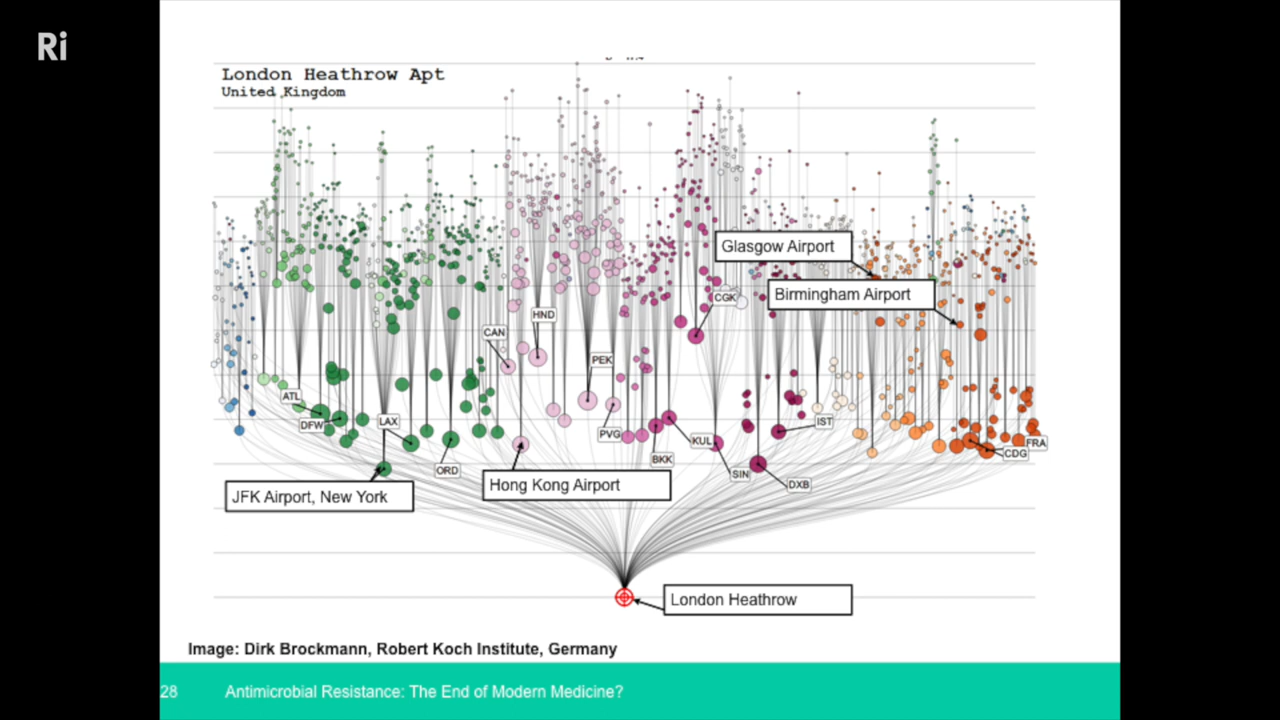 Ri
London Heathrow Apt
United Kingdom
Glasgow Airport
Birmingham Airport
CGK
HND
CAN
PEK
ATL
DFW
LAX
PVG
KUL
IST
FRA
CDG
BKK
ORD
SIN
DXB
JFK Airport, New York
Hong Kong Airport
London Heathrow
Image: Dirk Brockmann, Robert Koch Institute, Germany
28
Antimicrobial Resistance: The End of Modern Medicine?